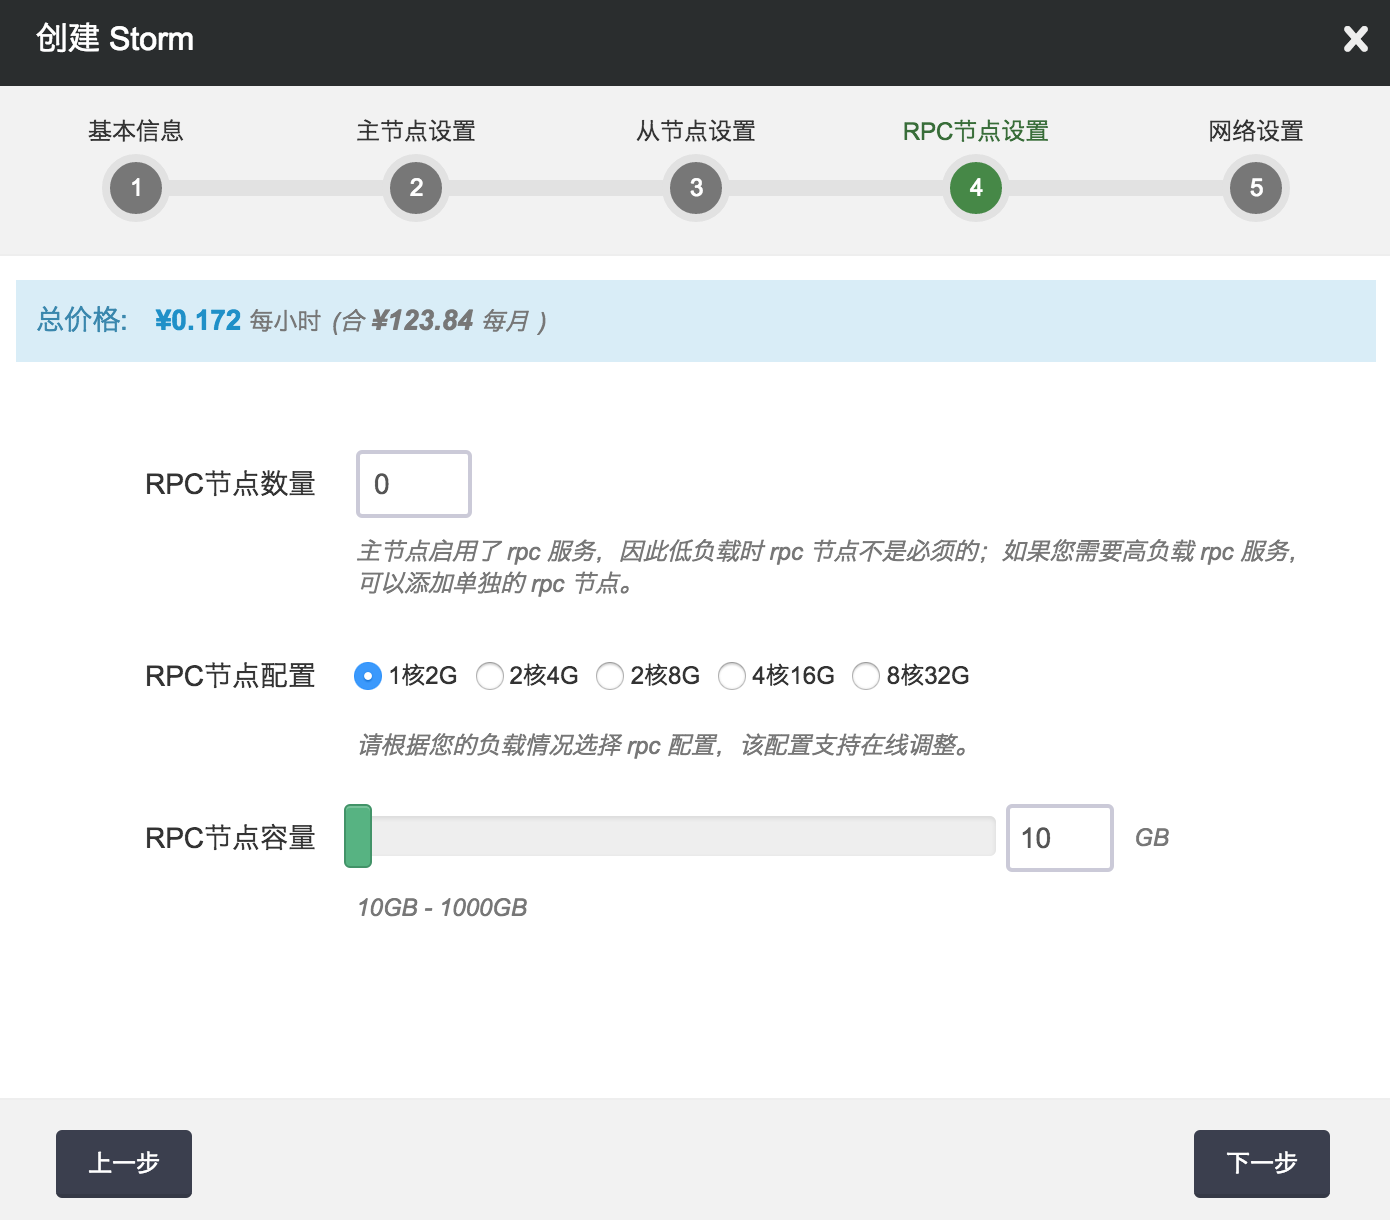 创建 Storm
基本信息 主节点设置 从节点设置 RPC节点设置 网络设置
1 2 3 4 5
总价格: ¥0.172 每小时 (合 ¥123.84 每月 )
RPC节点数量 0
主节点启用了 rpc 服务，因此低负载时 rpc 节点不是必须的；如果您需要高负载 rpc 服务，
可以添加单独的 rpc 节点。
RPC节点配置 1核2G 2核4G 2核8G 4核16G 8核32G
请根据您的负载情况选择 rpc 配置，该配置支持在线调整。
RPC节点容量 10 GB
10GB - 1000GB
上一步 下一步